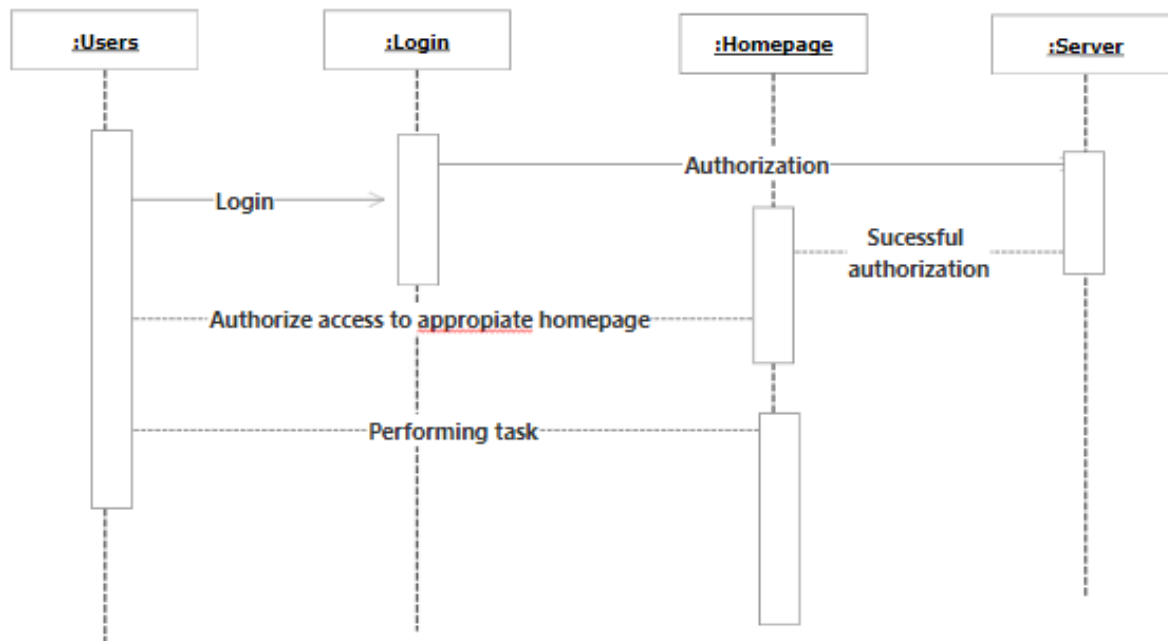 :Users
:Login
:Homepage
:Server
Authorization
Login
Sucessful
authorization
Authorize access to appropiate homepage
Performing task